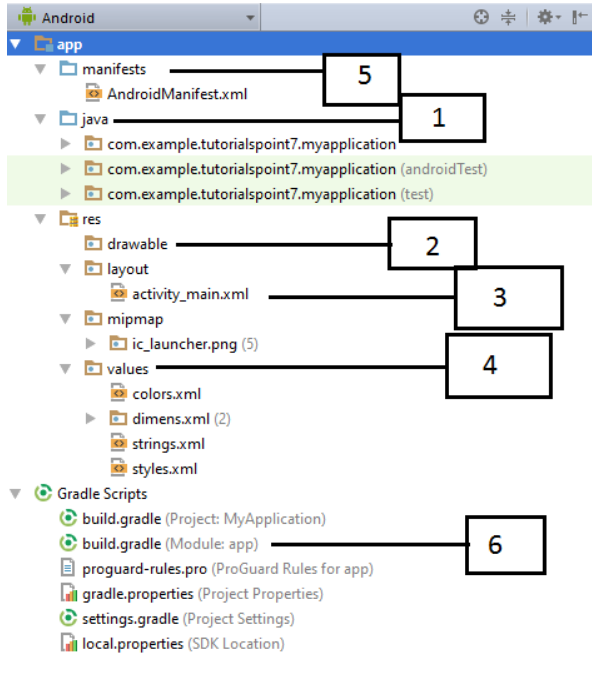 Android
app
manifests 5
AndroidManifest.xml
java 1
com.example.tutorialspoint7.myapplication
com.example.tutorialspoint7.myapplication (androidTest)
com.example.tutorialspoint7.myapplication (test)
res
drawable 2
layout
activity_main.xml 3
mipmap
ic_launcher.png (5)
values 4
colors.xml
dimens.xml (2)
strings.xml
styles.xml
Gradle Scripts
build.gradle (Project: MyApplication)
build.gradle (Module: app) 6
proguard-rules.pro (ProGuard Rules for app)
gradle.properties (Project Properties)
settings.gradle (Project Settings)
local.properties (SDK Location)